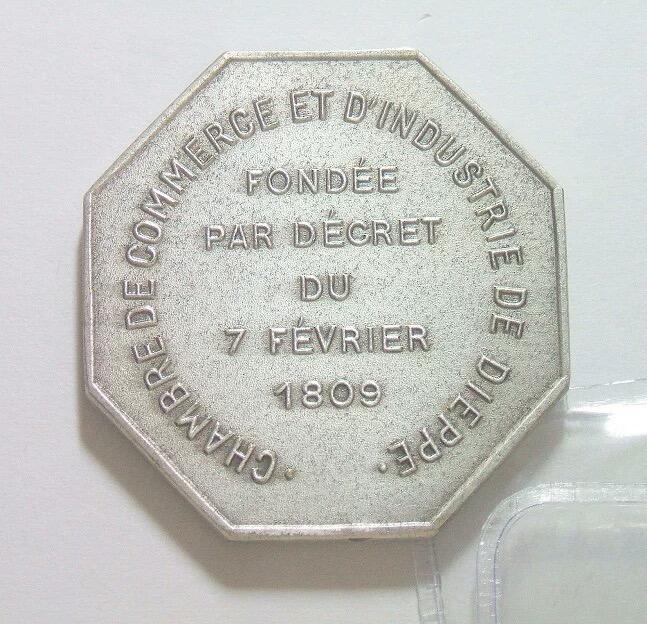 CHAMBRE DE COMMERCE ET D'INDUSTRIE DE DIEPPE
FONDÉE
PAR DÉCRET
DU
7 FÉVRIER
1809